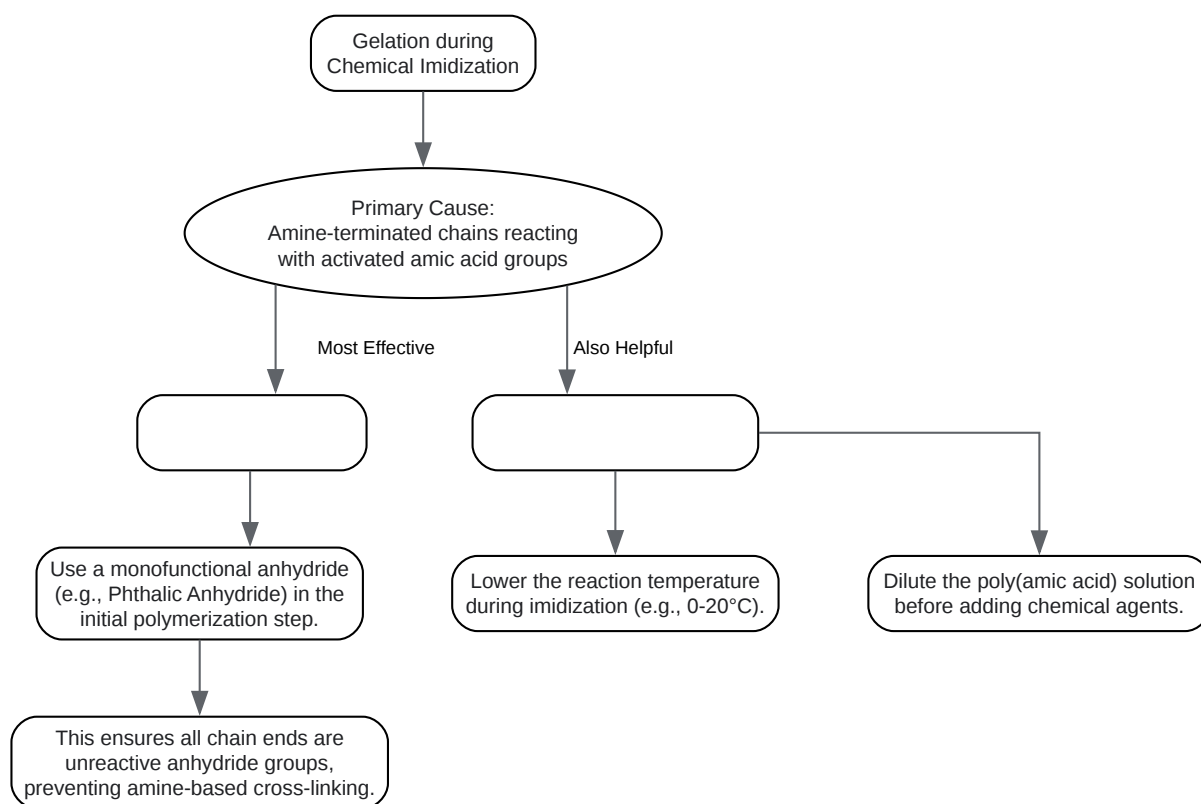 Gelation during
Chemical Imidization
Primary Cause:
Amine-terminated chains reacting
with activated amic acid groups
Most Effective
Also Helpful
Use a monofunctional anhydride
(e.g., Phthalic Anhydride) in the
initial polymerization step.
Lower the reaction temperature
during imidization (e.g., 0-20°C).
Dilute the poly(amic acid) solution
before adding chemical agents.
This ensures all chain ends are
unreactive anhydride groups,
preventing amine-based cross-linking.